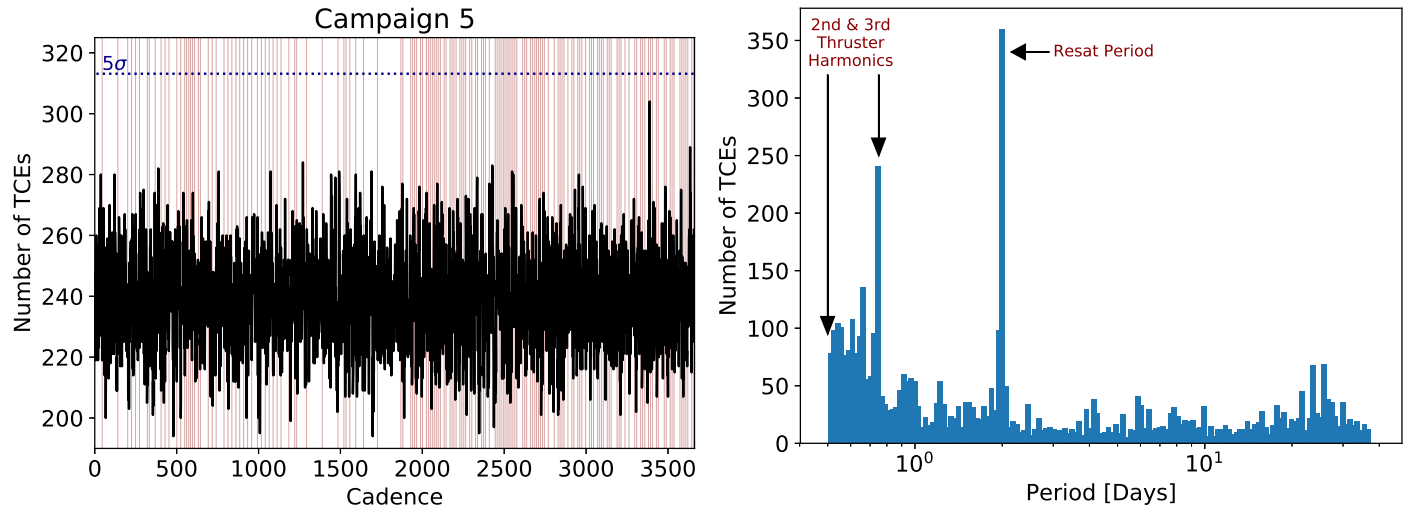 Campaign 5
320
300
280
260
240
220
200
5σ
Number of TCEs
0 500 1000 1500 2000 2500 3000 3500
Cadence
350
300
250
200
150
100
50
0
2nd & 3rd
Thruster
Harmonics
Resat Period
Number of TCEs
10⁰ 10¹
Period [Days]